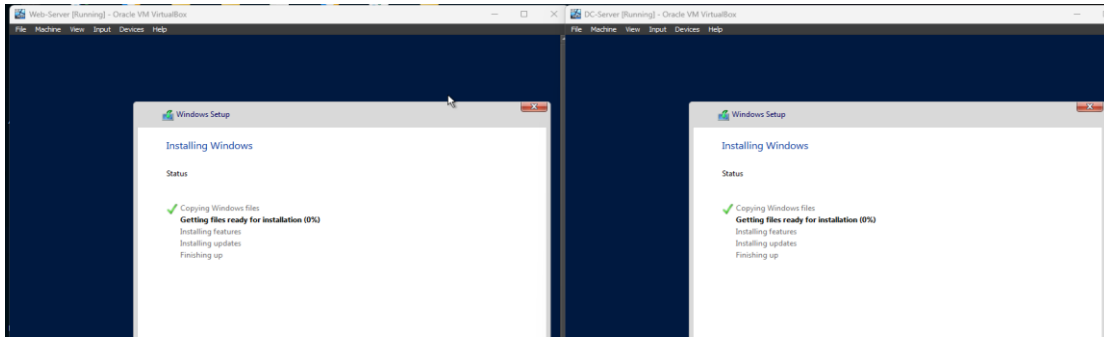 Web-Server [Running] - Oracle VM VirtualBox
File Machine View Input Devices Help
Windows Setup
Installing Windows
Status
Copying Windows files
Getting files ready for installation (0%)
Installing features
Installing updates
Finishing up
DC-Server [Running] - Oracle VM VirtualBox
File Machine View Input Devices Help
Windows Setup
Installing Windows
Status
Copying Windows files
Getting files ready for installation (0%)
Installing features
Installing updates
Finishing up